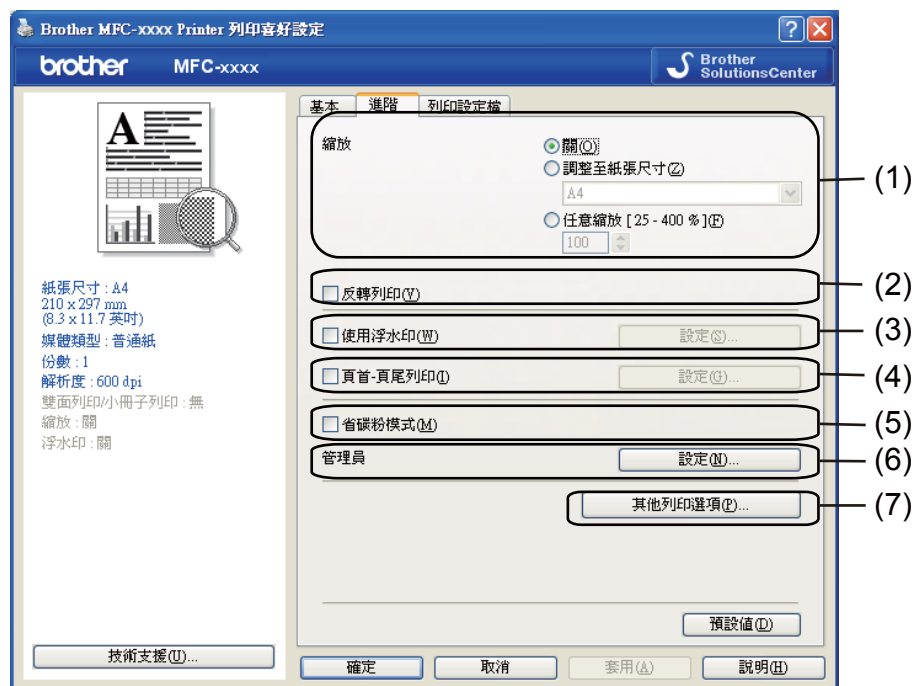 Brother MFC-xxxx Printer 列印喜好設定
brother MFC-xxxx
Brother
SolutionsCenter
A
紙張尺寸 : A4
210 x 297 mm
(8.3 x 11.7 英吋)
媒體類型 : 普通紙
份數 : 1
解析度 : 600 dpi
雙面列印/小冊子列印 : 無
縮放 : 關
浮水印 : 關
技術支援(U)...
基本 進階 列印設定檔
縮放
關(O)
調整至紙張尺寸(Z)
A4
任意縮放 [ 25 - 400 % ](F)
100
(1)
反轉列印(V)
(2)
使用浮水印(W) 設定(S)...
(3)
頁首-頁尾列印(I) 設定(G)...
(4)
省碳粉模式(M)
(5)
管理員 設定(N)...
(6)
其他列印選項(P)...
(7)
預設值(D)
確定 取消 套用(A) 說明(H)